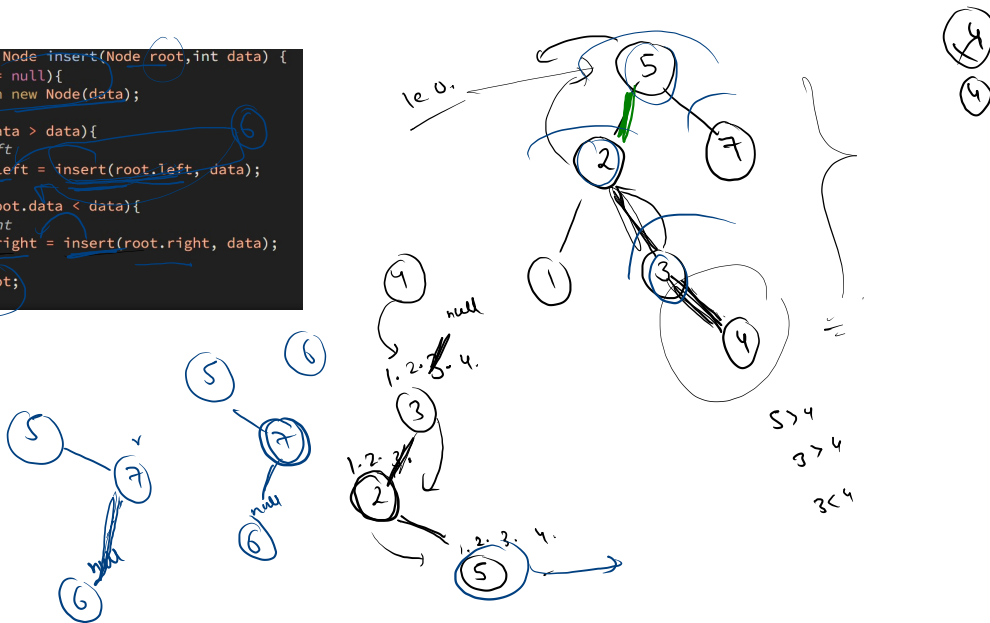 Node insert(Node root,int data) {
= null){
n new Node(data);
ata > data){
ft
left = insert(root.left, data);
oot.data < data){
ht
right = insert(root.right, data);
ot;
6
5
2
7
1
3
4
4
4
4
null
1. 2. 3. 4.
3
1. 2. 3.
2
1. 2. 3. 4.
5
5
7
null
6
6
5
7
null
6
5>4
3>4
3<4